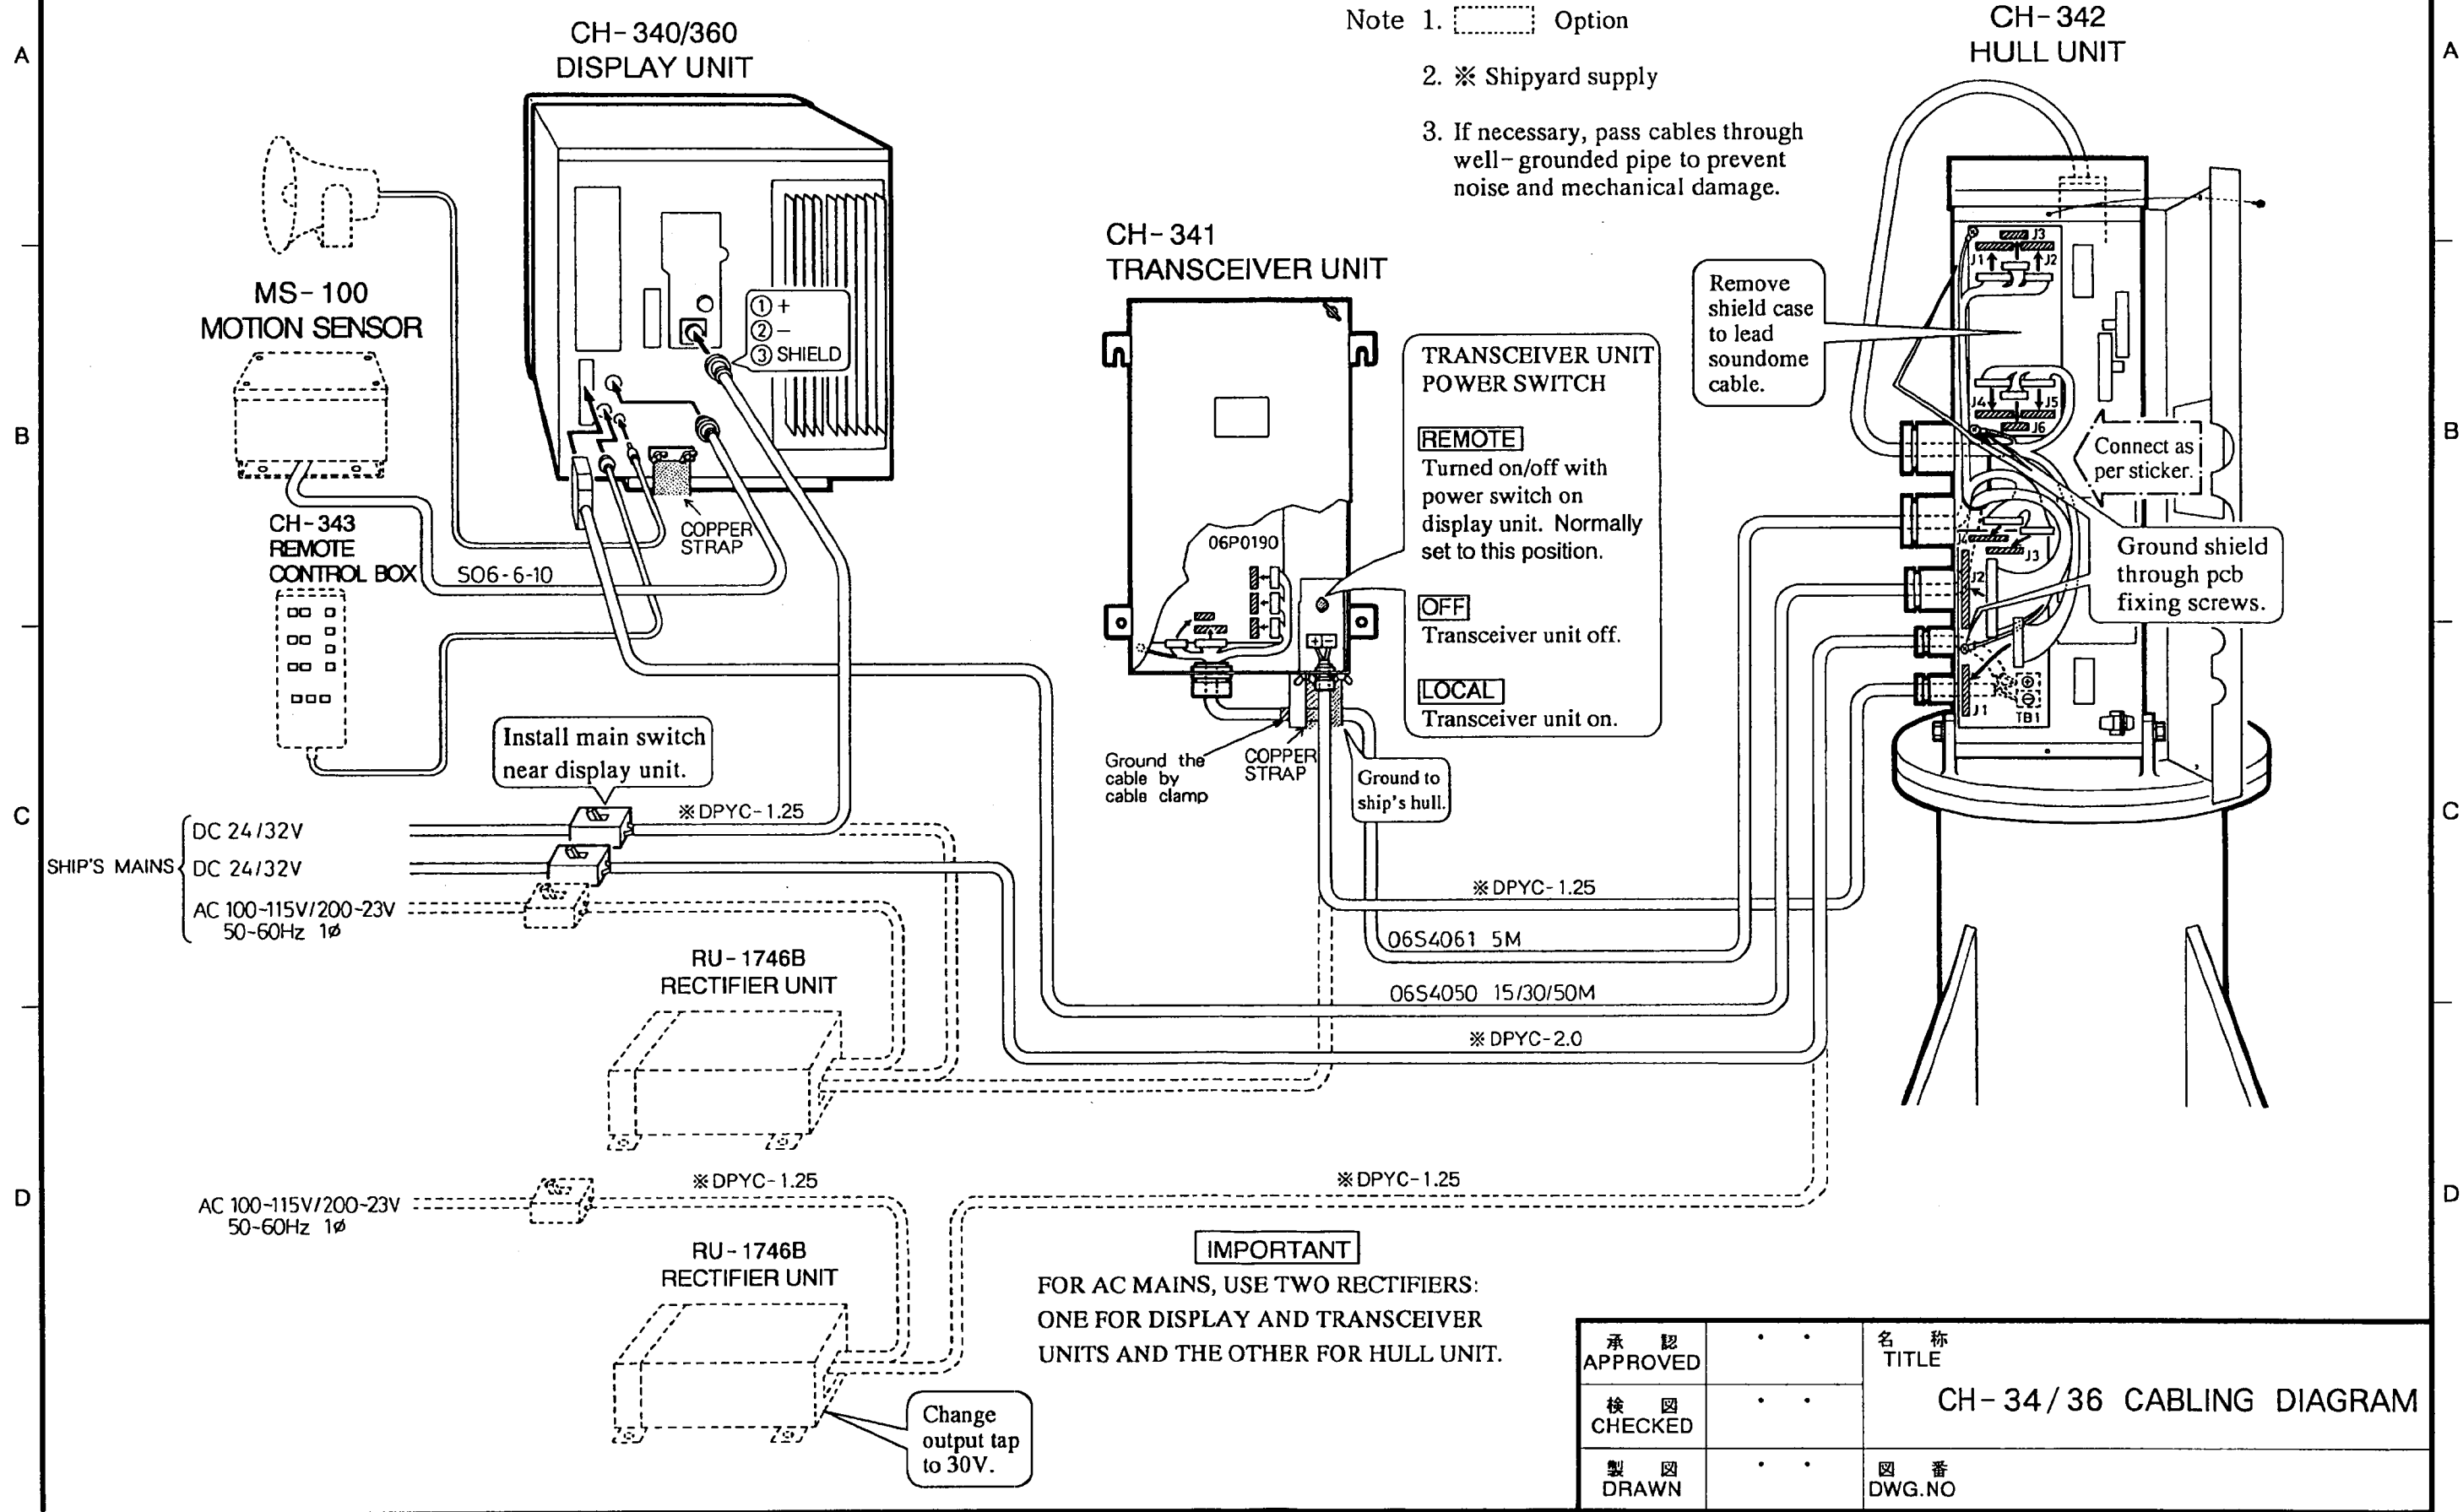 A
A
B
B
C
C
D
D
CH-340/360
DISPLAY UNIT
Note 1. Option
2. ※ Shipyard supply
3. If necessary, pass cables through
well-grounded pipe to prevent
noise and mechanical damage.
CH-342
HULL UNIT
MS-100
MOTION SENSOR
① +
② −
③ SHIELD
COPPER
STRAP
CH-343
REMOTE
CONTROL BOX
S06-6-10
CH-341
TRANSCEIVER UNIT
06P0190
+ −
TRANSCEIVER UNIT
POWER SWITCH
REMOTE
Turned on/off with
power switch on
display unit. Normally
set to this position.
OFF
Transceiver unit off.
LOCAL
Transceiver unit on.
Ground the
cable by
cable clamp
COPPER
STRAP
Ground to
ship's hull.
Remove
shield case
to lead
soundome
cable.
J3
J1
J2
J4
J5
J6
Connect as
per sticker.
J4
J3
J2
Ground shield
through pcb
fixing screws.
J1
⊕
⊖
TB1
Install main switch
near display unit.
SHIP'S MAINS
DC 24/32V
※DPYC-1.25
DC 24/32V
AC 100~115V/200~23V
50~60Hz 1ø
※DPYC-1.25
06S4061 5M
06S4050 15/30/50M
※DPYC-2.0
RU-1746B
RECTIFIER UNIT
AC 100~115V/200~23V
50~60Hz 1ø
※DPYC-1.25
※DPYC-1.25
RU-1746B
RECTIFIER UNIT
Change
output tap
to 30V.
IMPORTANT
FOR AC MAINS, USE TWO RECTIFIERS:
ONE FOR DISPLAY AND TRANSCEIVER
UNITS AND THE OTHER FOR HULL UNIT.
承認
APPROVED
名称
TITLE
CH-34/36 CABLING DIAGRAM
検図
CHECKED
製図
DRAWN
図番
DWG.NO